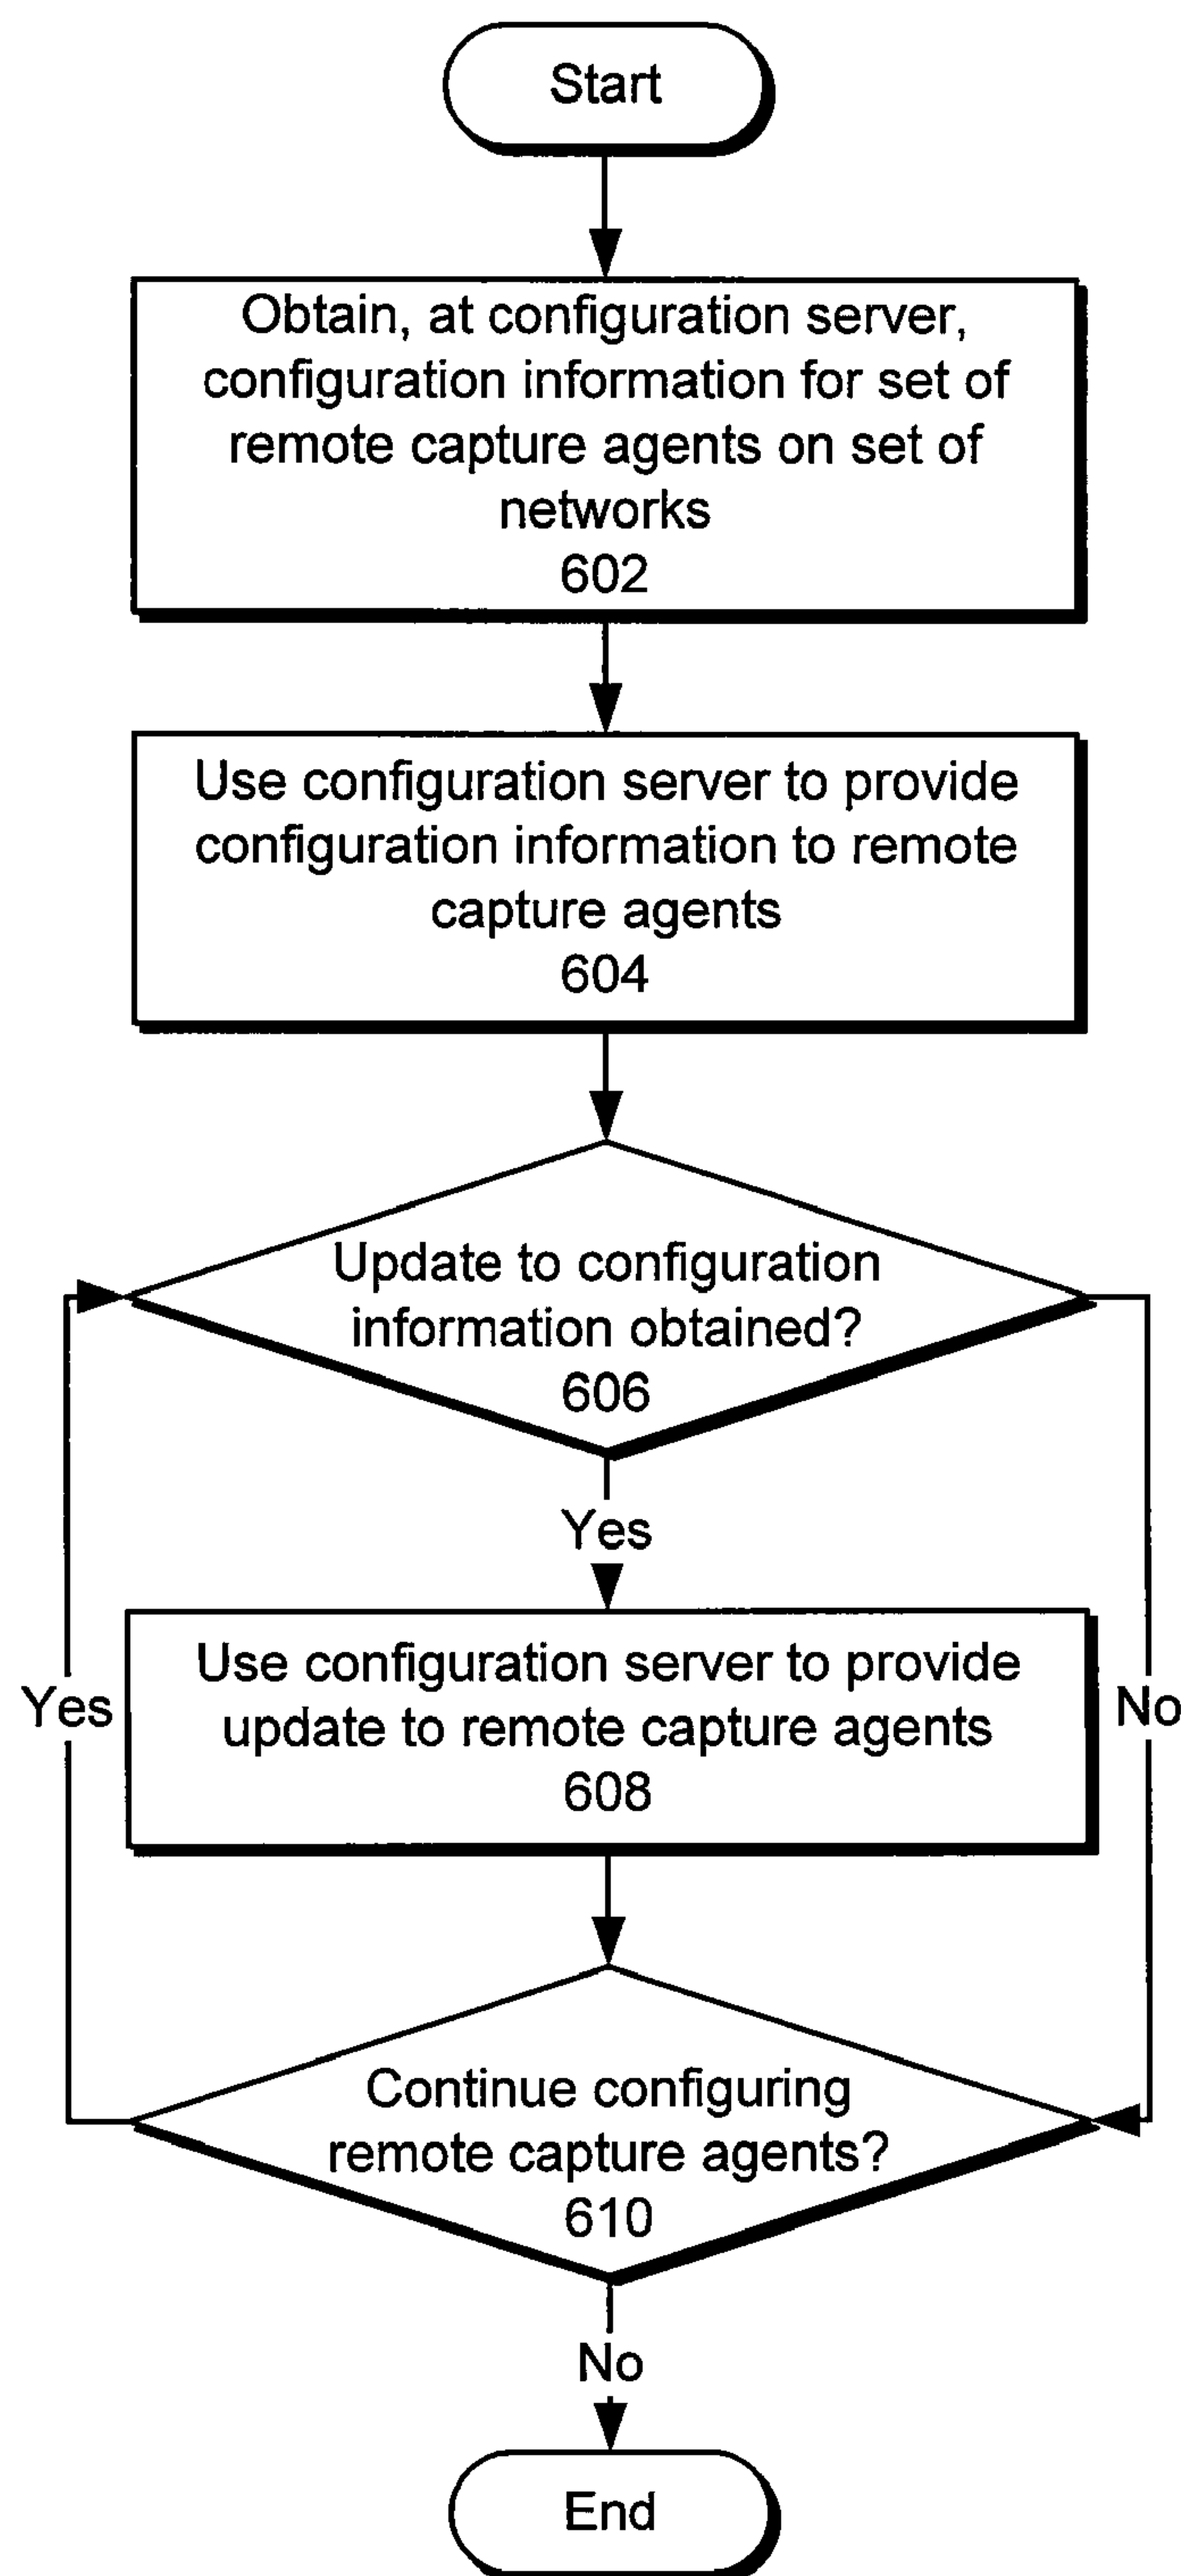 Start
Obtain, at configuration server,
configuration information for set of
remote capture agents on set of
networks
602
Use configuration server to provide
configuration information to remote
capture agents
604
Update to configuration
information obtained?
606
Yes
Use configuration server to provide
update to remote capture agents
608
Yes
No
Continue configuring
remote capture agents?
610
No
End